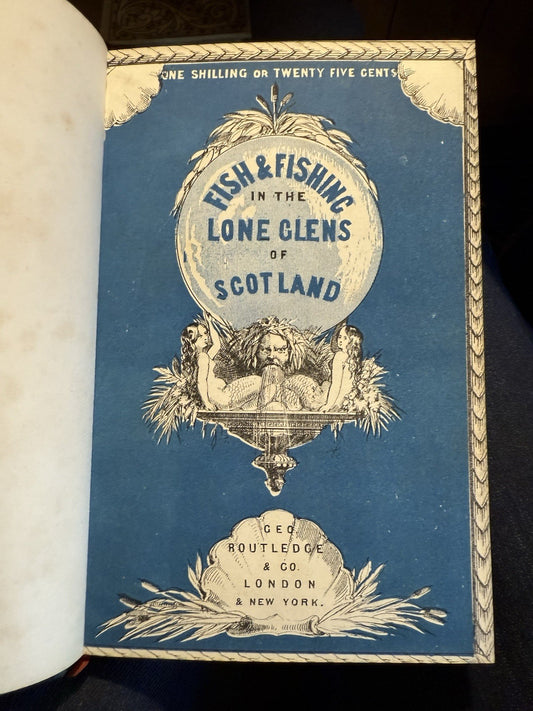 ONE SHILLING OR TWENTY FIVE CENTS
FISH & FISHING
IN THE
LONE GLENS
OF
SCOTLAND
GEO.
ROUTLEDGE
& CO.
LONDON
& NEW YORK.